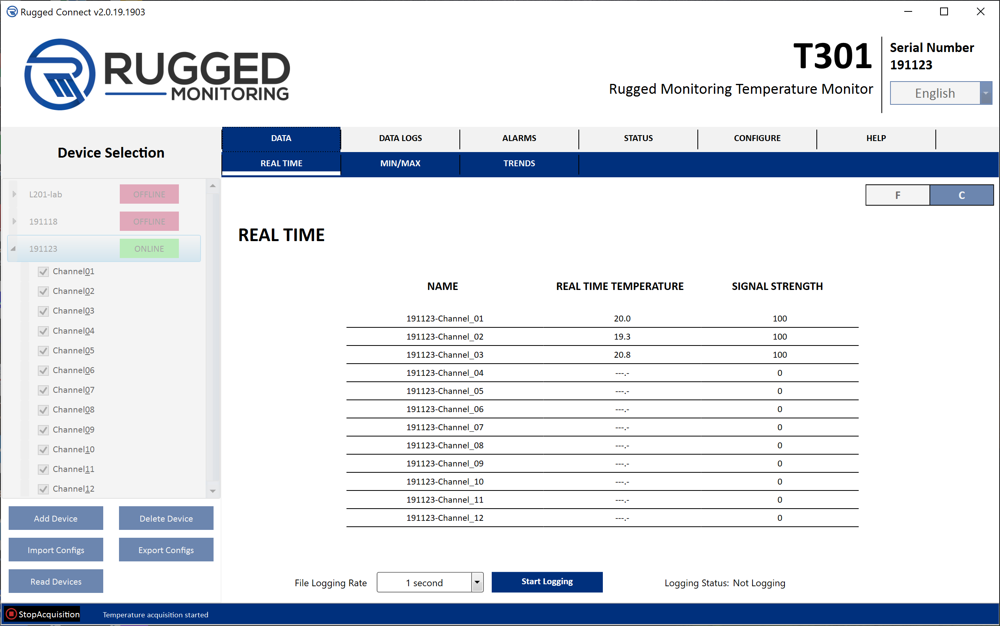 Rugged Connect v2.0.19.1903
RUGGED
MONITORING
T301
Rugged Monitoring Temperature Monitor
Serial Number
191123
English
Device Selection
DATA DATA LOGS ALARMS STATUS CONFIGURE HELP
REAL TIME MIN/MAX TRENDS
L201-lab OFFLINE
191118 OFFLINE
191123 ONLINE
Channel01
Channel02
Channel03
Channel04
Channel05
Channel06
Channel07
Channel08
Channel09
Channel10
Channel11
Channel12
Add Device Delete Device
Import Configs Export Configs
Read Devices
F C
REAL TIME
NAME REAL TIME TEMPERATURE SIGNAL STRENGTH
191123-Channel_01 20.0 100
191123-Channel_02 19.3 100
191123-Channel_03 20.8 100
191123-Channel_04 ---.- 0
191123-Channel_05 ---.- 0
191123-Channel_06 ---.- 0
191123-Channel_07 ---.- 0
191123-Channel_08 ---.- 0
191123-Channel_09 ---.- 0
191123-Channel_10 ---.- 0
191123-Channel_11 ---.- 0
191123-Channel_12 ---.- 0
File Logging Rate 1 second Start Logging Logging Status: Not Logging
StopAcquisition Temperature acquisition started